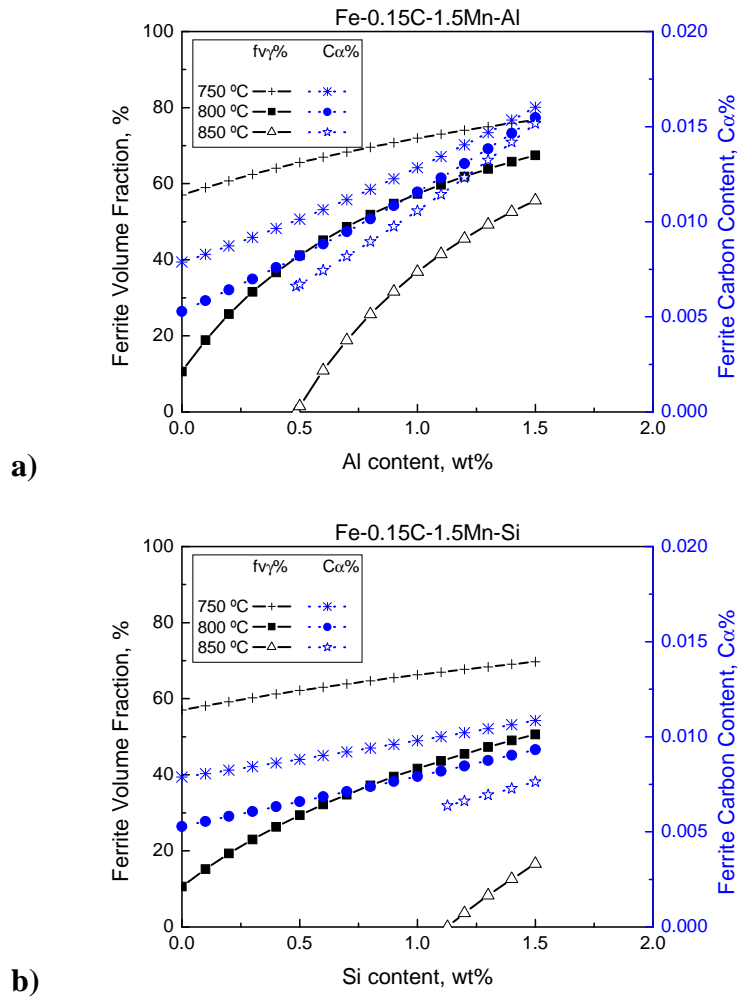 Fe-0.15C-1.5Mn-Al
fvγ% Cα%
750 ºC
800 ºC
850 ºC
100
80
60
40
20
0
0.020
0.015
0.010
0.005
0.000
0.0 0.5 1.0 1.5 2.0
Ferrite Volume Fraction, %
Ferrite Carbon Content, Cα%
Al content, wt%
a)
Fe-0.15C-1.5Mn-Si
fvγ% Cα%
750 ºC
800 ºC
850 ºC
100
80
60
40
20
0
0.020
0.015
0.010
0.005
0.000
0.0 0.5 1.0 1.5 2.0
Ferrite Volume Fraction, %
Ferrite Carbon Content, Cα%
Si content, wt%
b)